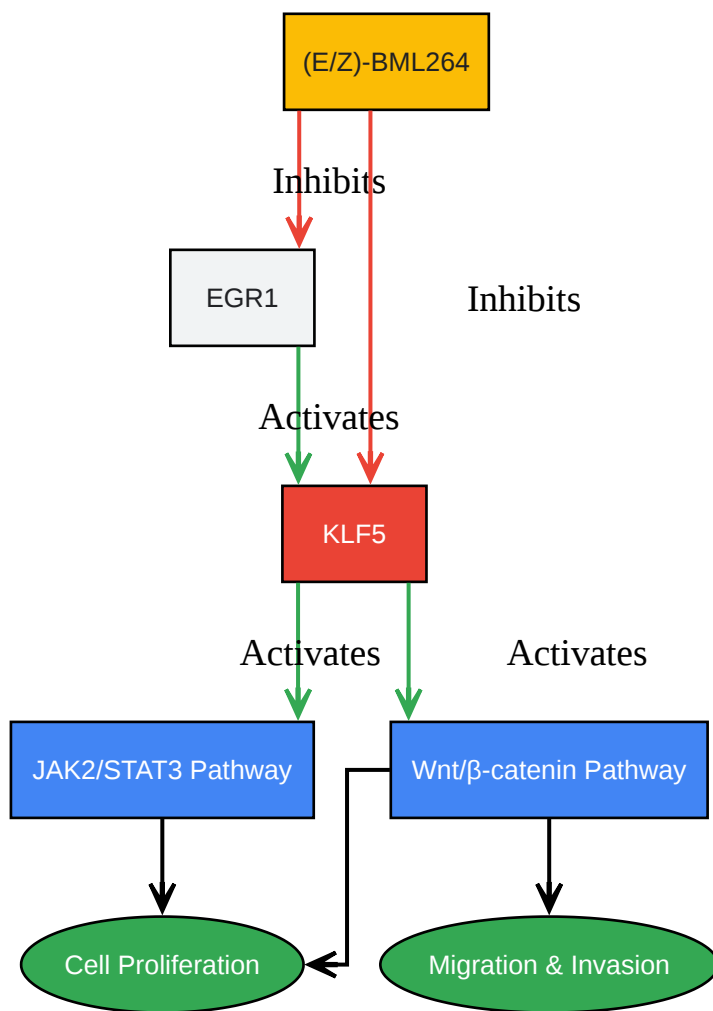 (E/Z)-BML264
Inhibits
EGR1
Inhibits
Activates
KLF5
Activates
Activates
JAK2/STAT3 Pathway
Wnt/β-catenin Pathway
Cell Proliferation
Migration & Invasion